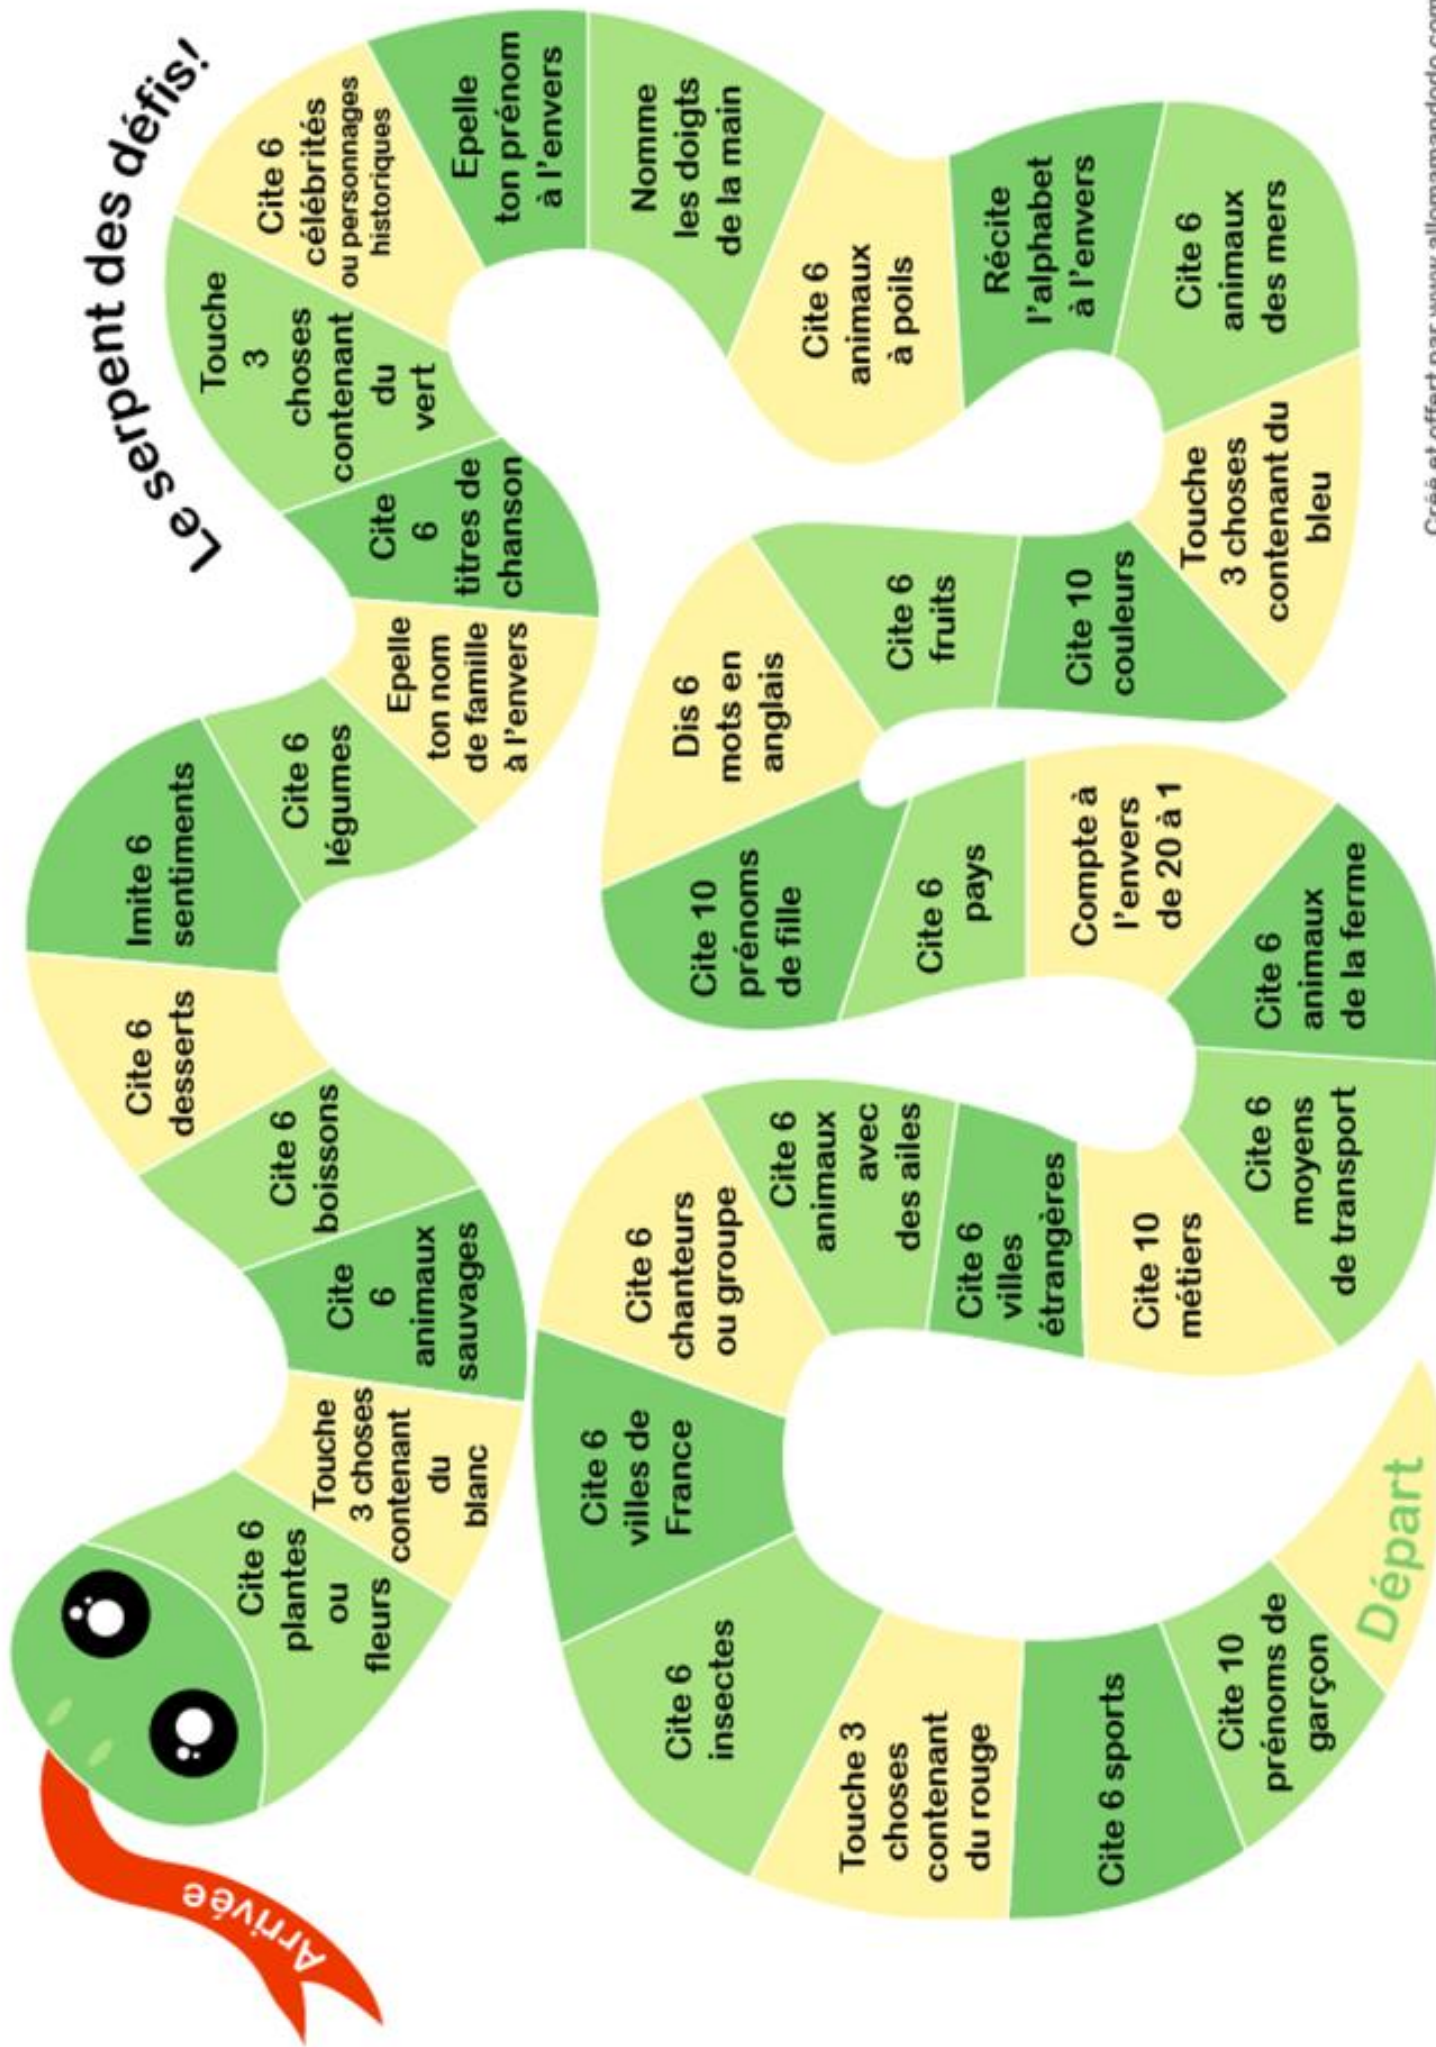 Le serpent des défis!
Départ
Cite 10
prénoms de
garçon
Cite 6 sports
Touche 3
choses
contenant
du rouge
Cite 6
insectes
Cite 6
villes de
France
Cite 6
chanteurs
ou groupe
Cite 6
animaux
avec
des ailes
Cite 6
villes
étrangères
Cite 10
métiers
Cite 6
moyens
de transport
Cite 6
animaux
de la ferme
Compte à
l'envers
de 20 à 1
Cite 6
pays
Cite 10
prénoms
de fille
Dis 6
mots en
anglais
Cite 6
fruits
Cite 10
couleurs
Touche
3 choses
contenant du
bleu
Cite 6
animaux
des mers
Récite
l'alphabet
à l'envers
Cite 6
animaux
à poils
Nomme
les doigts
de la main
Epelle
ton prénom
à l'envers
Cite 6
célébrités
ou personnages
historiques
Touche
3
choses
contenant
du
vert
Cite
6
titres de
chanson
Epelle
ton nom
de famille
à l'envers
Cite 6
légumes
Imite 6
sentiments
Cite 6
desserts
Cite 6
boissons
Cite
6
animaux
sauvages
Touche
3 choses
contenant
du
blanc
Cite 6
plantes
ou
fleurs
Arrivée
Créé et offert par www.allomamandodo.com